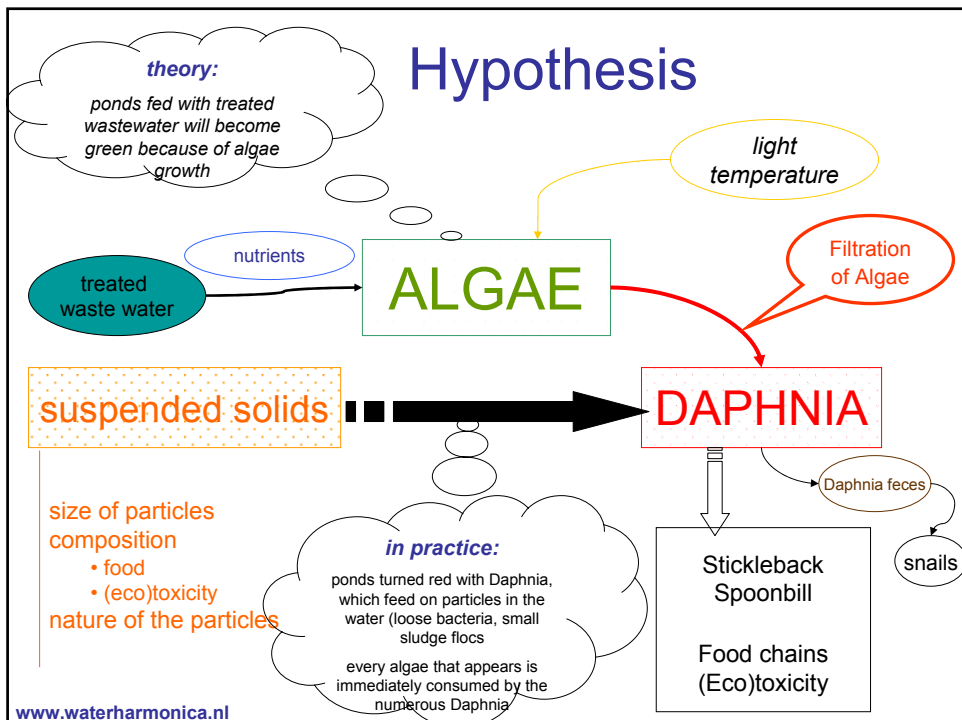 Hypothesis
theory:
ponds fed with treated
wastewater will become
green because of algae
growth
light
temperature
nutrients
treated
waste water
ALGAE
Filtration
of Algae
suspended solids
DAPHNIA
size of particles
composition
• food
• (eco)toxicity
nature of the particles
in practice:
ponds turned red with Daphnia,
which feed on particles in the
water (loose bacteria, small
sludge flocs
every algae that appears is
immediately consumed by the
numerous Daphnia
Daphnia feces
snails
Stickleback
Spoonbill
Food chains
(Eco)toxicity
www.waterharmonica.nl